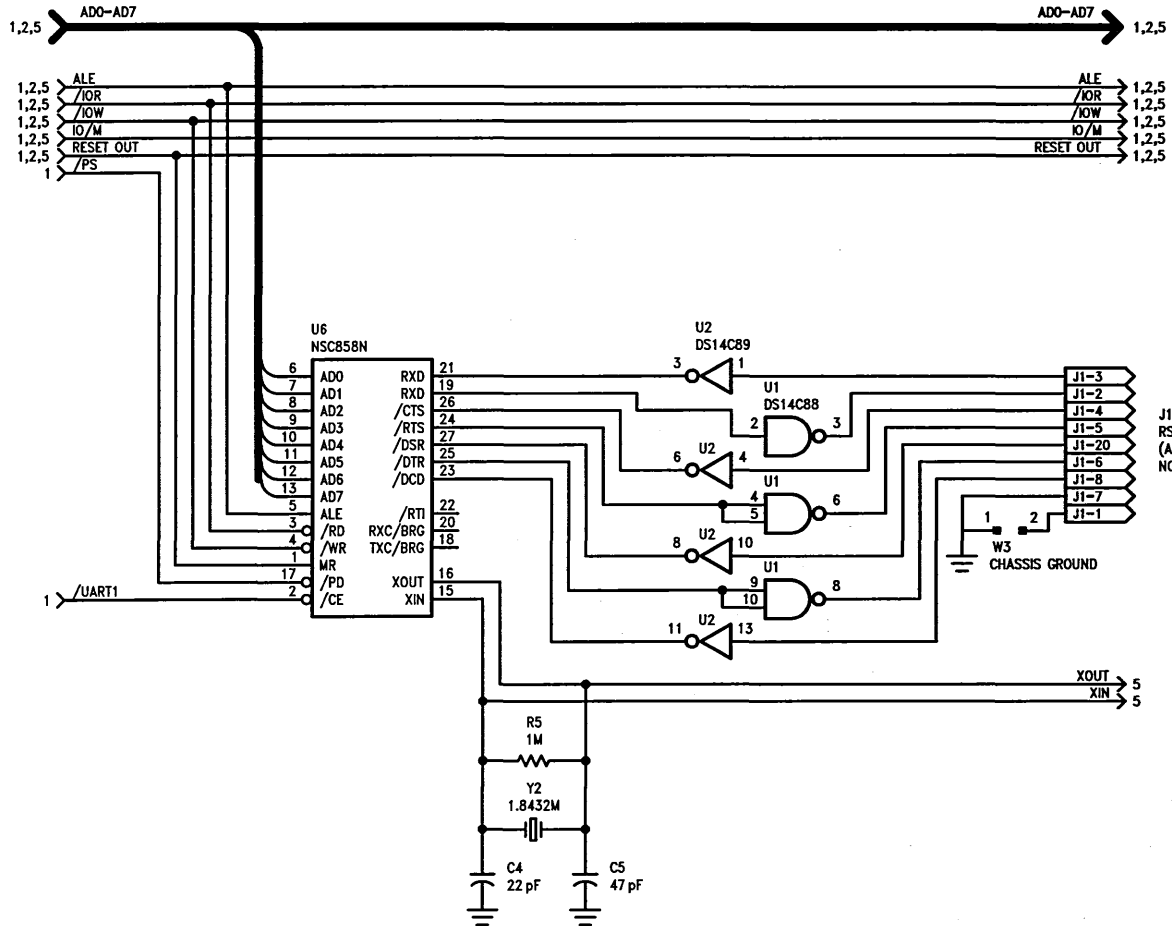 AD0-AD7
AD0-AD7
1,2,5
1,2,5
1,2,5 ALE
ALE 1,2,5
1,2,5 /IOR
/IOR 1,2,5
1,2,5 /IOW
/IOW 1,2,5
1,2,5 IO/M
IO/M 1,2,5
1,2,5 RESET OUT
RESET OUT 1,2,5
1 /PS
U6
NSC858N
6 AD0
7 AD1
8 AD2
9 AD3
10 AD4
11 AD5
12 AD6
13 AD7
5 ALE
3 /RD
4 /WR
1 MR
17 /PD
2 /CE
1 /UART1
RXD 21
RXD 19
/CTS 26
/RTS 24
/DSR 27
/DTR 25
/DCD 23
/RTI 22
RXC/BRG 20
TXC/BRG 18
XOUT 16
XIN 15
U2
DS14C89
3 1
U1
DS14C88
2 3
U2
6 4
U1
4
5
6
U2
8 10
U1
9
10
8
U2
11 13
J1-3
J1-2
J1-4
J1-5
J1-20
J1-6
J1-8
J1-7
J1-1
J1
RS
(A
NO
1 2
W3
CHASSIS GROUND
XOUT 5
XIN 5
R5
1M
Y2
1.8432M
C4
22 pF
C5
47 pF